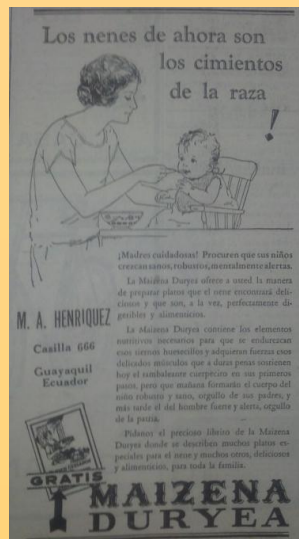 Los nenes de ahora son
los cimientos
de la raza
!
¡Madres cuidadosas! Procuren que sus niños
crezcan sanos, robustos, mentalmente alertas.
La Maizena Duryea ofrece a usted la manera
de preparar platos que el nene encontrará deli-
ciosos y que son, a la vez, perfectamente di-
geribles y alimenticios.
La Maizena Duryea contiene los elementos
nutritivos necesarios para que se endurezcan
esos tiernos huesecillos y adquieran fuerzas esos
delicados músculos que a duras penas sostienen
hoy el tambaleante cuerpecito en sus primeros
pasos, pero que mañana formarán el cuerpo del
niño robusto y sano, orgullo de sus padres, y
más tarde el del hombre fuerte y alerta, orgullo
de la patria.
Pídanos el precioso librito de la Maizena
Duryea donde se describen muchos platos es-
peciales para el nene y muchos otros, deliciosos
y alimenticios, para toda la familia.
M. A. HENRIQUEZ
Casilla 666
Guayaquil
Ecuador
GRATIS
MAIZENA
DURYEA